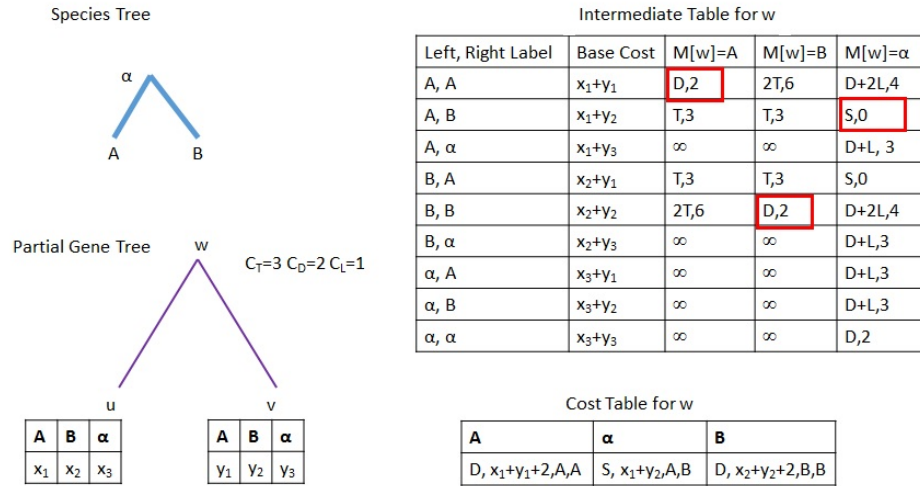 Species Tree
α
A B
Partial Gene Tree
w
C_T=3 C_D=2 C_L=1
u v
A B α
x₁ x₂ x₃
A B α
y₁ y₂ y₃
Intermediate Table for w
Left, Right Label Base Cost M[w]=A M[w]=B M[w]=α
A, A x₁+y₁ D,2 2T,6 D+2L,4
A, B x₁+y₂ T,3 T,3 S,0
A, α x₁+y₃ ∞ ∞ D+L, 3
B, A x₂+y₁ T,3 T,3 S,0
B, B x₂+y₂ 2T,6 D,2 D+2L,4
B, α x₂+y₃ ∞ ∞ D+L,3
α, A x₃+y₁ ∞ ∞ D+L,3
α, B x₃+y₂ ∞ ∞ D+L,3
α, α x₃+y₃ ∞ ∞ D,2
Cost Table for w
A α B
D, x₁+y₁+2,A,A S, x₁+y₂,A,B D, x₂+y₂+2,B,B